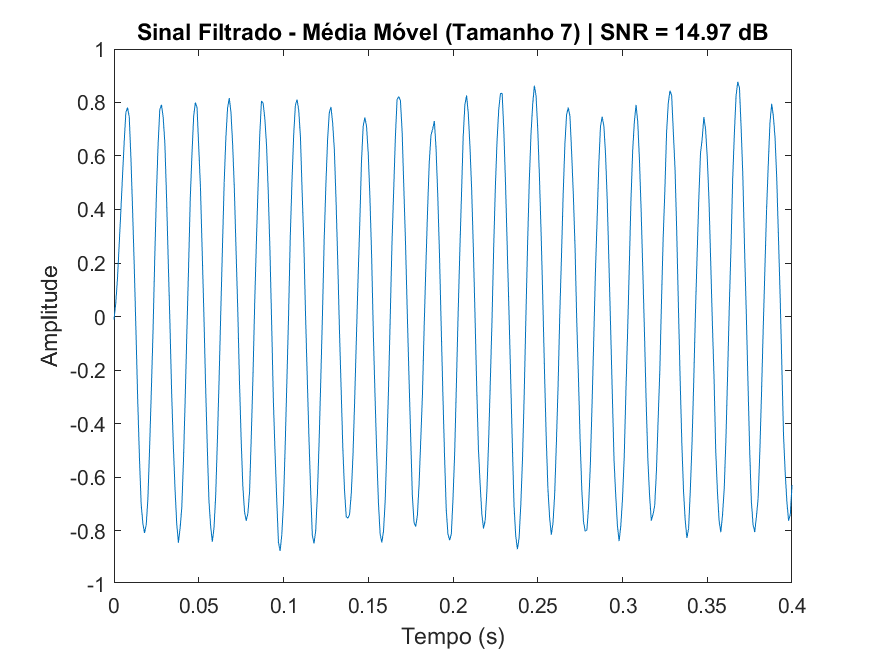 Sinal Filtrado - Média Móvel (Tamanho 7) | SNR = 14.97 dB
1
0.8
0.6
0.4
0.2
0
-0.2
-0.4
-0.6
-0.8
-1
Amplitude
0 0.05 0.1 0.15 0.2 0.25 0.3 0.35 0.4
Tempo (s)